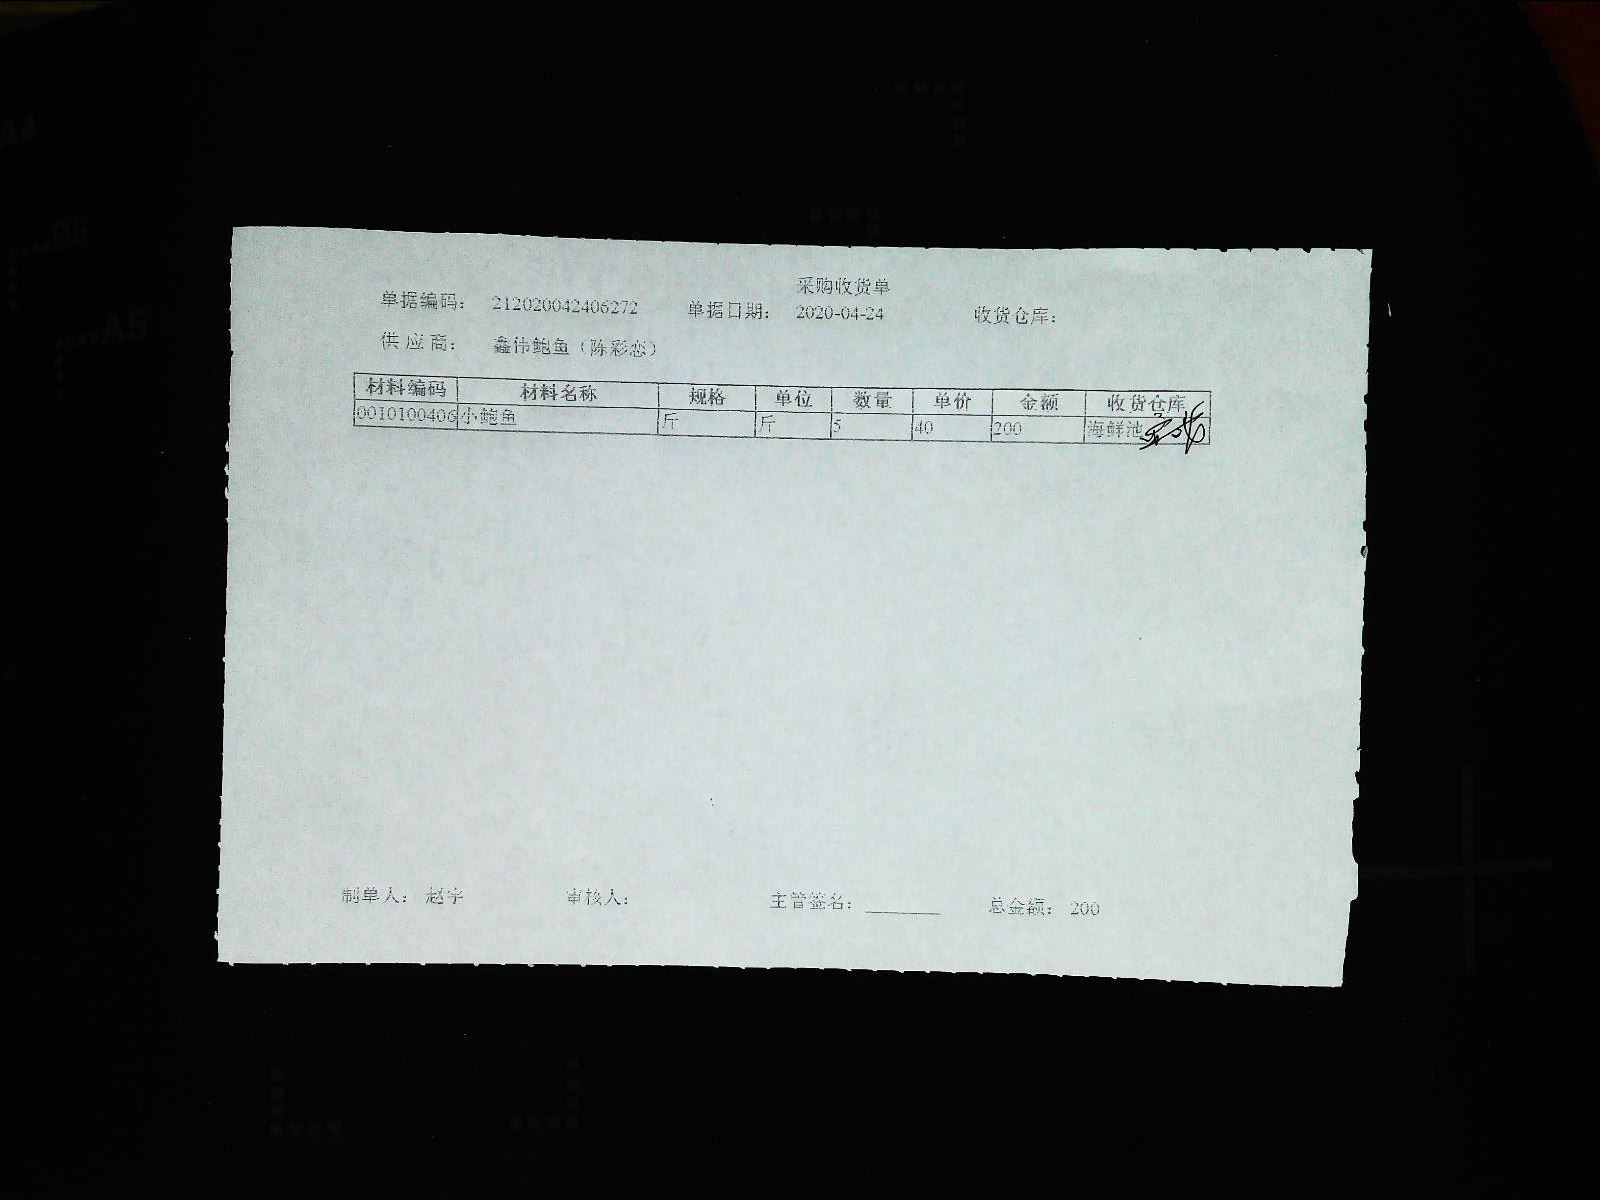 采购收货单
单据编码： 212020042406272 单据日期： 2020-04-24 收货仓库：
供应商： 鑫伟鲍鱼（陈彩恋）
材料编码 材料名称 规格 单位 数量 单价 金额 收货仓库
0010100406 小鲍鱼 斤 斤 5 40 200 海鲜池
制单人： 赵宇 审核人： 主管签名： 总金额： 200
A4
B5
A5